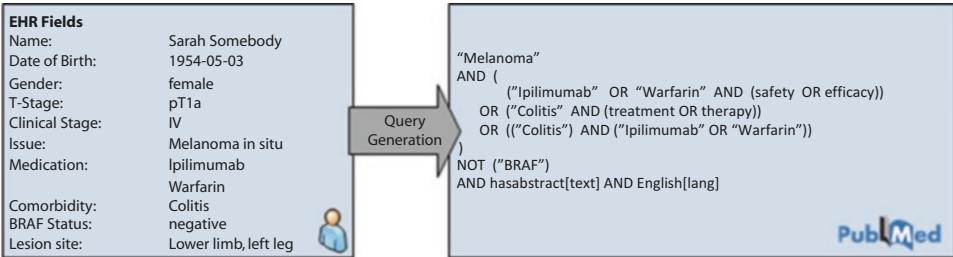 EHR Fields
Name: Sarah Somebody
Date of Birth: 1954-05-03
Gender: female
T-Stage: pT1a
Clinical Stage: IV
Issue: Melanoma in situ
Medication: Ipilimumab
Warfarin
Comorbidity: Colitis
BRAF Status: negative
Lesion site: Lower limb, left leg
Query
Generation
“Melanoma”
AND (
("Ipilimumab" OR “Warfarin” AND (safety OR efficacy))
OR ("Colitis" AND (treatment OR therapy))
OR (("Colitis") AND ("Ipilimumab" OR “Warfarin”))
)
NOT ("BRAF")
AND hasabstract[text] AND English[lang]
PubMed